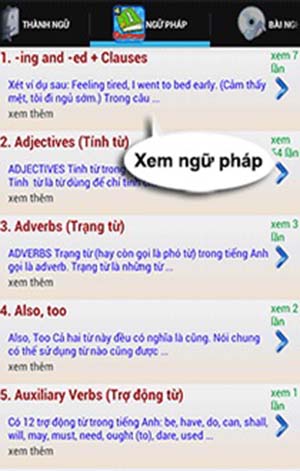 THÀNH NGỮ NGỮ PHÁP BÀI NG
1. -ing and -ed + Clauses
xem 7
lần
Xét ví dụ sau: Feeling tired, I went to bed early. (Cảm thấy
mệt, tôi đi ngủ sớm.) Trong câu ...
xem thêm
Xem ngữ pháp
2. Adjectives (Tính từ)
xem
54 lần
ADJECTIVES Tính từ trong
Tính từ là từ dùng để chỉ tính
xem thêm
3. Adverbs (Trạng từ)
xem 3
lần
ADVERBS Trạng từ (hay còn gọi là phó từ) trong tiếng Anh
gọi là adverb. Trạng từ là những từ ...
xem thêm
4. Also, too
xem 2
lần
Also, Too Cả hai từ này đều có nghĩa là cũng. Nói chung
có thể sử dụng từ nào cũng được ...
xem thêm
5. Auxiliary Verbs (Trợ động từ)
xem 1
lần
Có 12 trợ động từ trong tiếng Anh: be, have, do, can, shall,
will, may, must, need, ought (to), dare, used ...
xem thêm